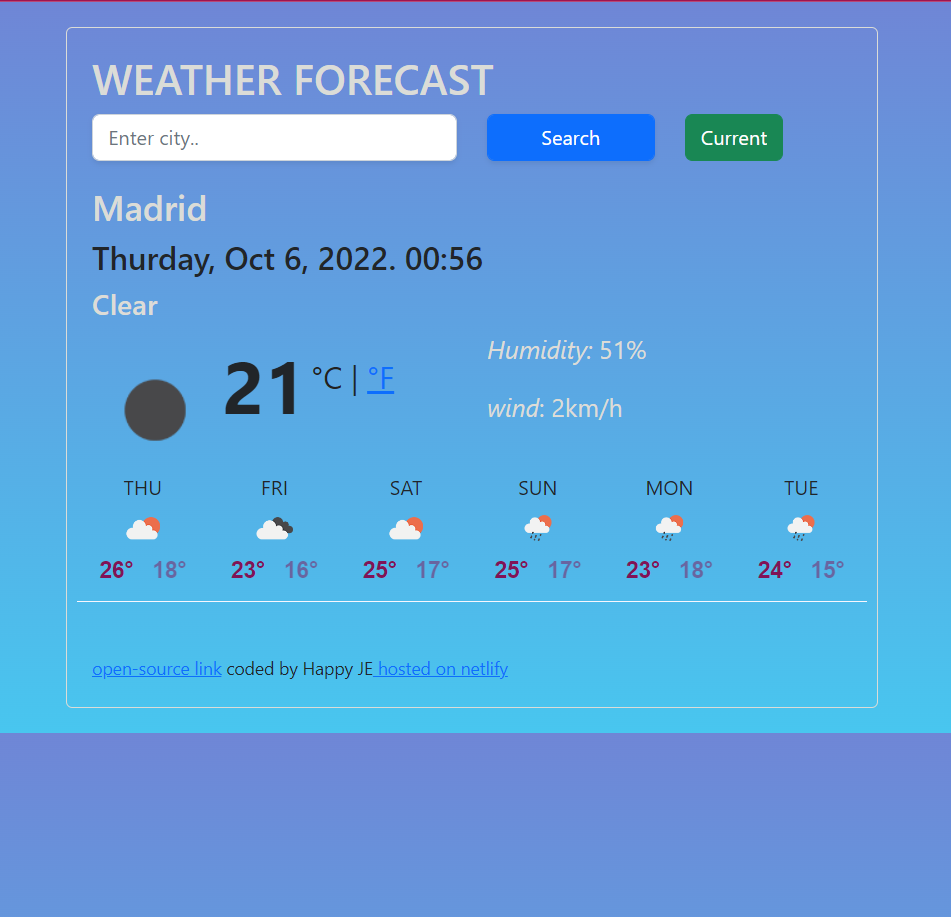 WEATHER FORECAST
Enter city.. Search Current
Madrid
Thurday, Oct 6, 2022. 00:56
Clear
Humidity: 51%
21 °C | °F
wind: 2km/h
THU FRI SAT SUN MON TUE
26° 18° 23° 16° 25° 17° 25° 17° 23° 18° 24° 15°
open-source link coded by Happy JE hosted on netlify